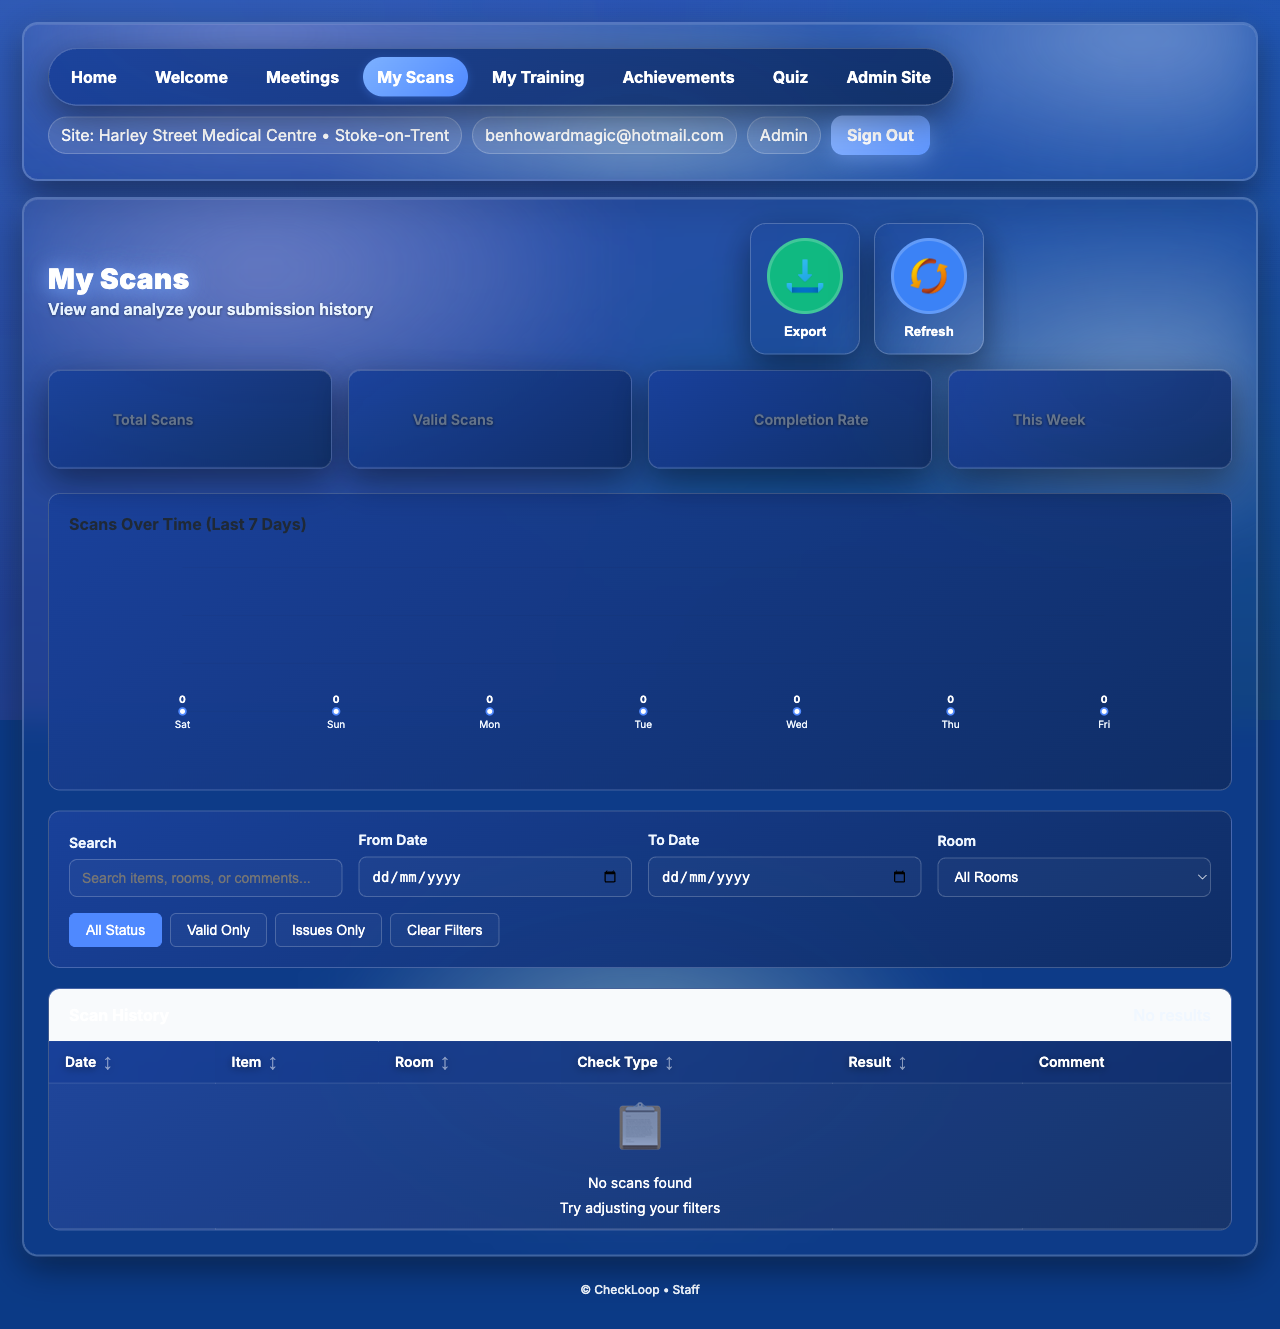 Home Welcome Meetings My Scans My Training Achievements Quiz Admin Site
Site: Harley Street Medical Centre • Stoke-on-Trent benhowardmagic@hotmail.com Admin Sign Out
My Scans
View and analyze your submission history
Export Refresh
Total Scans Valid Scans Completion Rate This Week
Scans Over Time (Last 7 Days)
0 0 0 0 0 0 0
Sat Sun Mon Tue Wed Thu Fri
Search From Date To Date Room
Search items, rooms, or comments... dd/mm/yyyy dd/mm/yyyy All Rooms
All Status Valid Only Issues Only Clear Filters
Scan History No results
Date ↕ Item ↕ Room ↕ Check Type ↕ Result ↕ Comment
No scans found
Try adjusting your filters
© CheckLoop • Staff